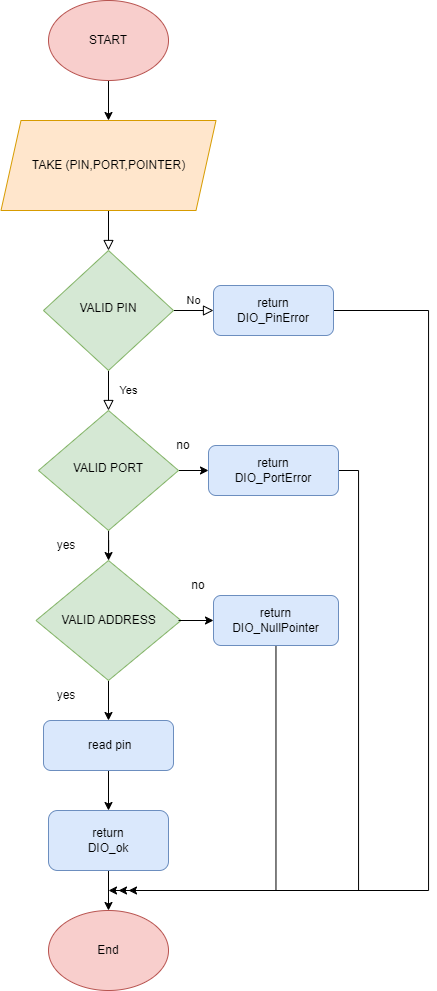 START
TAKE (PIN,PORT,POINTER)
VALID PIN
No
return
DIO_PinError
Yes
VALID PORT
no
return
DIO_PortError
yes
VALID ADDRESS
no
return
DIO_NullPointer
yes
read pin
return
DIO_ok
End